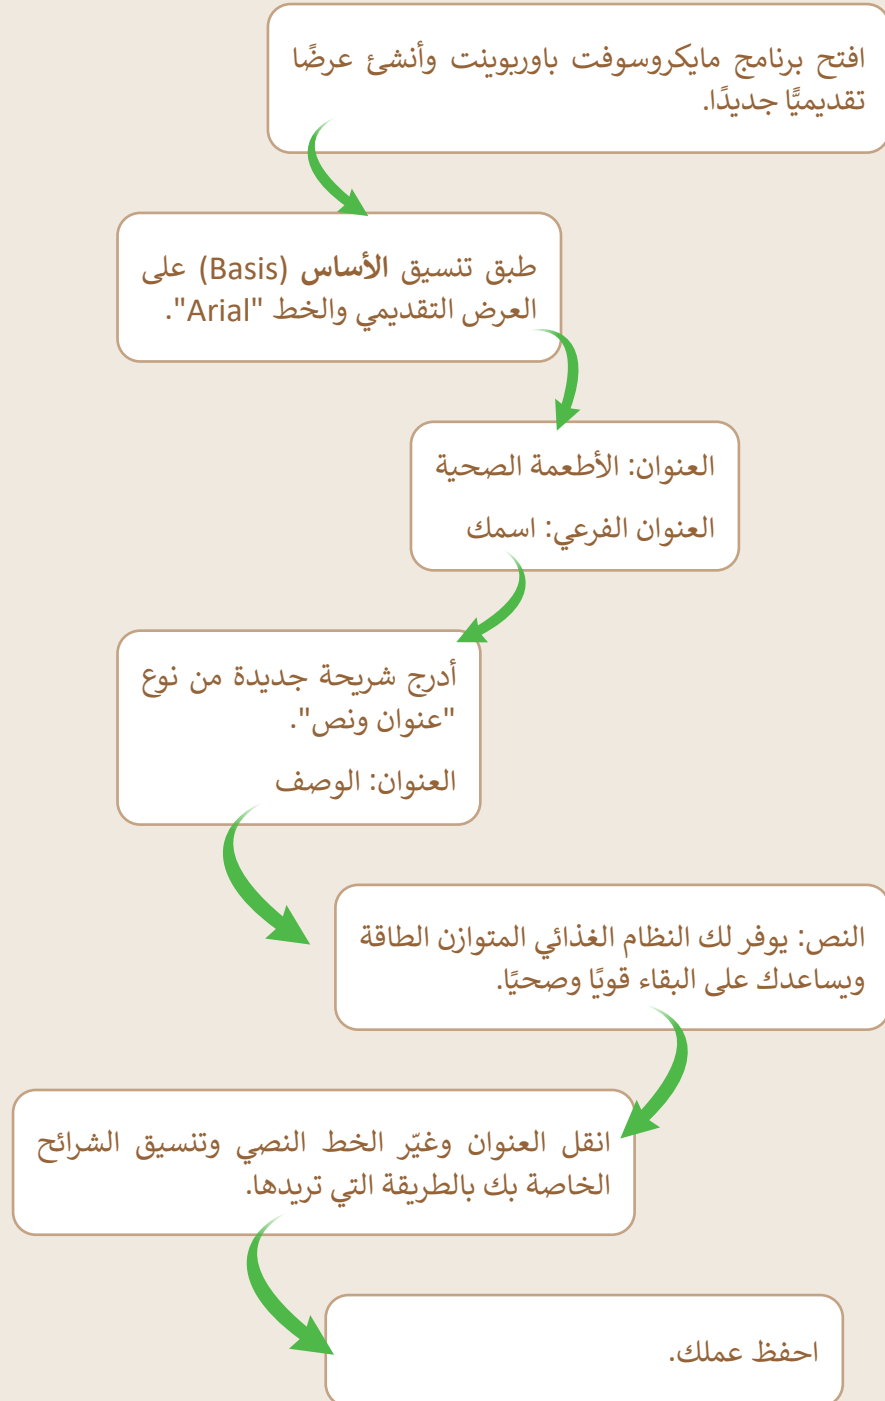 افتح برنامج مايكروسوفت باوربوينت وأنشئ عرضًا
تقديميًّا جديدًا.
طبق تنسيق الأساس (Basis) على
العرض التقديمي والخط "Arial".
العنوان: الأطعمة الصحية
العنوان الفرعي: اسمك
أدرج شريحة جديدة من نوع
"عنوان ونص".
العنوان: الوصف
النص: يوفر لك النظام الغذائي المتوازن الطاقة
ويساعدك على البقاء قويًا وصحيًا.
انقل العنوان وغيّر الخط النصي وتنسيق الشرائح
الخاصة بك بالطريقة التي تريدها.
احفظ عملك.